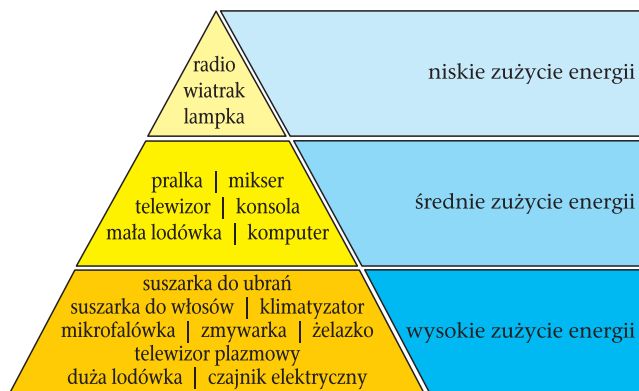 radio
wiatrak
lampka
niskie zużycie energii
pralka | mikser
telewizor | konsola
mała lodówka | komputer
średnie zużycie energii
suszarka do ubrań
suszarka do włosów | klimatyzator
mikrofalówka | zmywarka | żelazko
telewizor plazmowy
duża lodówka | czajnik elektryczny
wysokie zużycie energii